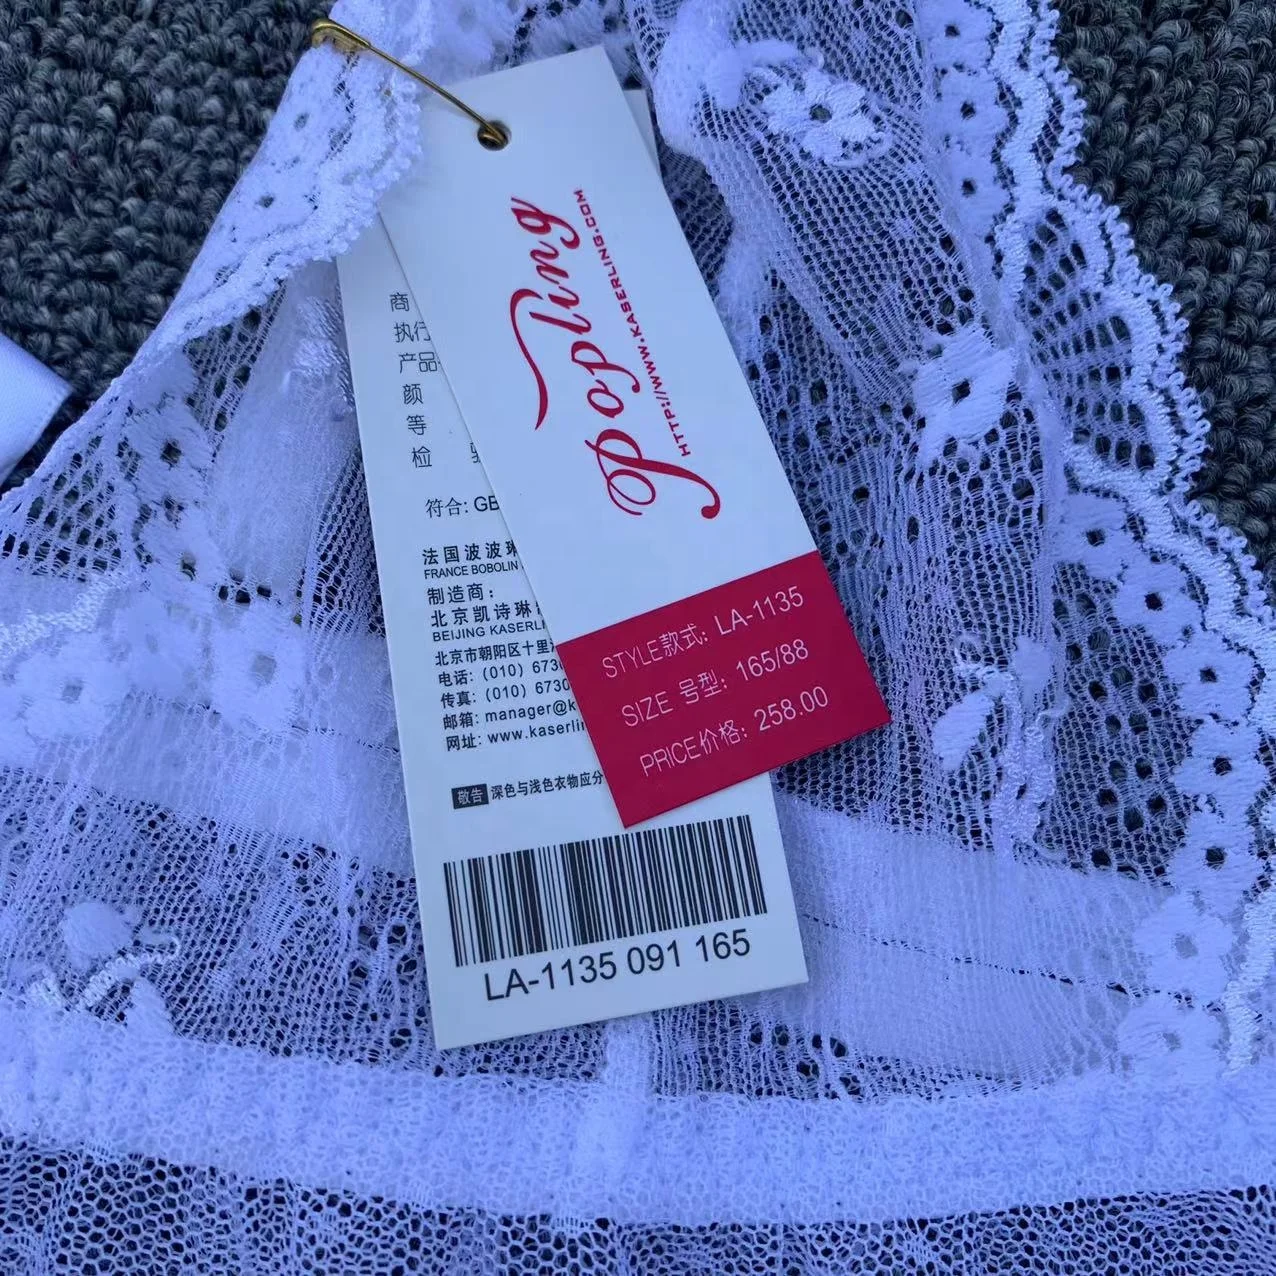 Bopling
HTTP://WWW.KASERLING.COM
STYLE款式: LA-1135
SIZE 号型: 165/88
PRICE价格: 258.00
商
执行
产品
颜
等
检
符合: GB
法国波波琳
FRANCE BOBOLIN
制造商:
北京凯诗琳
BEIJING KASERLI
北京市朝阳区十里
电话: (010) 673
传真: (010) 6730
邮箱: manager@k
网址: www.kaserlin
敬告 深色与浅色衣物应分
LA-1135 091 165